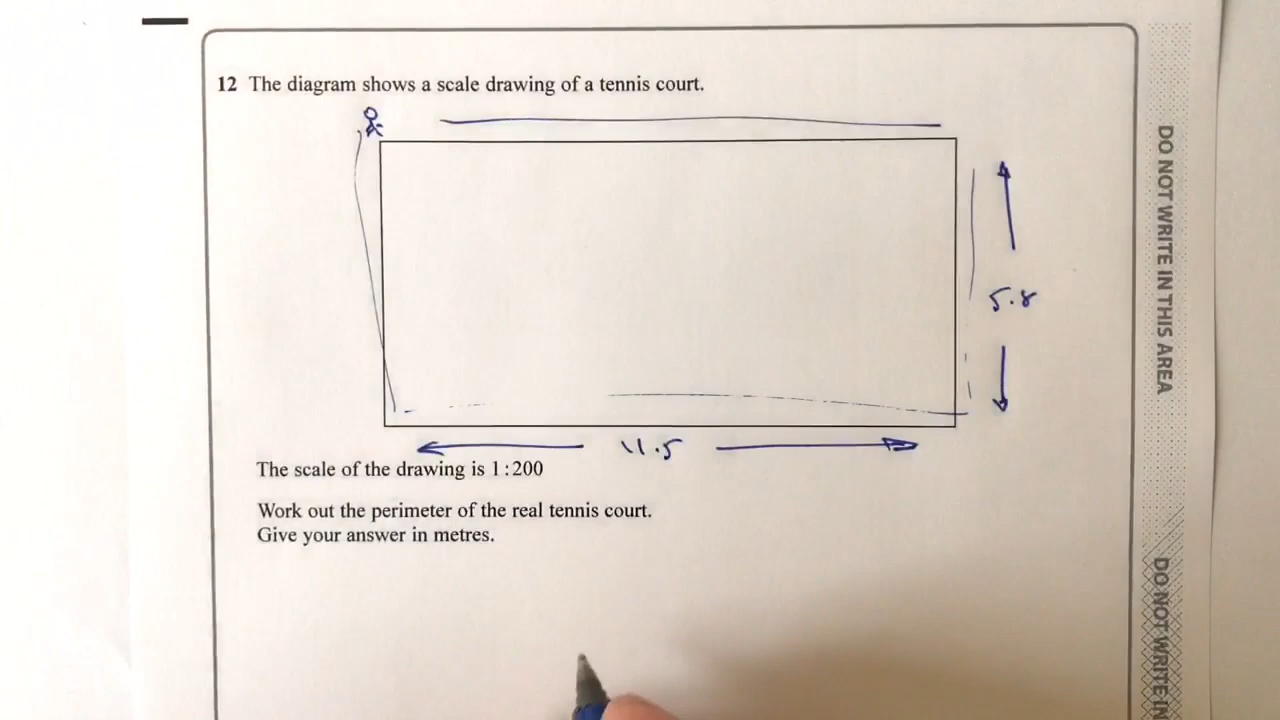 12 The diagram shows a scale drawing of a tennis court.
5.8
11.5
The scale of the drawing is 1:200
Work out the perimeter of the real tennis court.
Give your answer in metres.
DO NOT WRITE IN THIS AREA
DO NOT WRITE IN